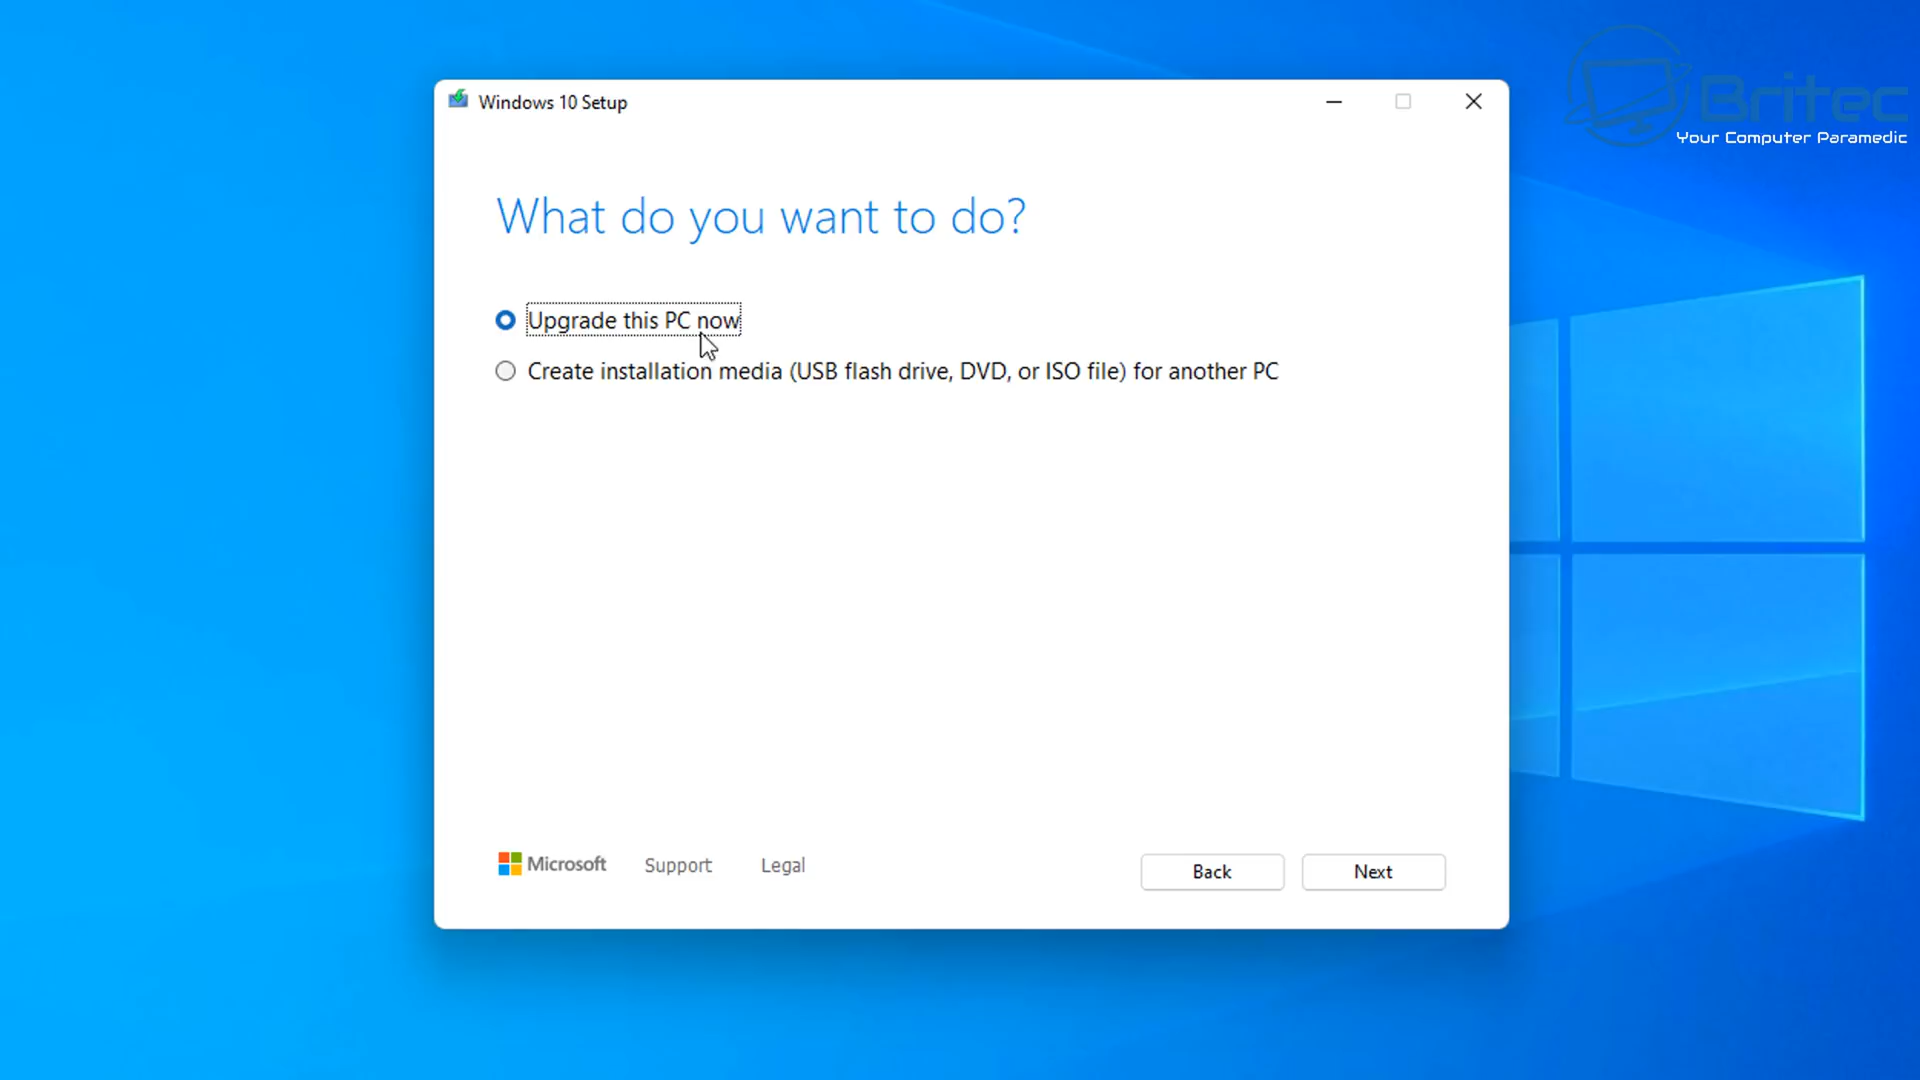 Windows 10 Setup
Britec
Your Computer Paramedic
What do you want to do?
Upgrade this PC now
Create installation media (USB flash drive, DVD, or ISO file) for another PC
Microsoft Support Legal
Back Next